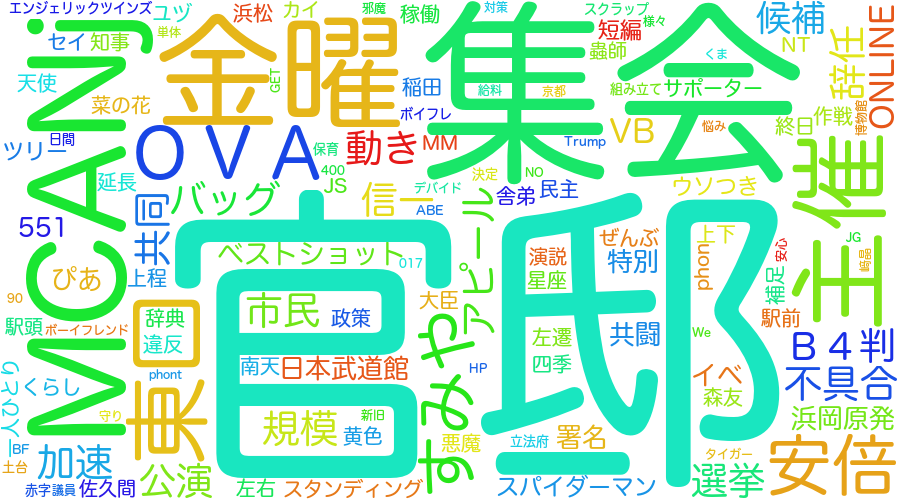 エンジェリックツインズ
ユヅ
浜松
カイ
邪魔
稼働
対策
スクラップ
様々
短編
候補
辞任
ONLINE
セイ
知事
単体
金曜
集会
蟲師
NT
くま
天使
GET
稲田
給料
京都
組み立て
サポーター
作戦
博物館
菜の花
ボイフレ
VB
悩み
終日
MCANj
日間
OVA
保育
動き
MM
Trump
主催
ツリー
延長
400
JS
決定
NO
デバイド
舎弟
民主
ウソつき
バッグ
信一
ABE
551
共同
官邸
アピール
ぜんぶ
上下
JG
安心
ベストショット
017
演説
特別
phon
嶋晶
ぴあ
上程
星座
補足
90
市民
大臣
駅頭
ボーイフレンド
東口
辞典
政策
すみや
左遷
共闘
We
駅前
B4判
違反
南天
日本武道館
HP
四季
イベ
不具合
くらし
phont
森友
守り
規模
新旧
黄色
悪魔
立法府
署名
浜岡原発
BF
加速
タイガー
安倍
土台
赤字
議員
佐久間
公演
左右
スタンディング
スパイダーマン
選挙